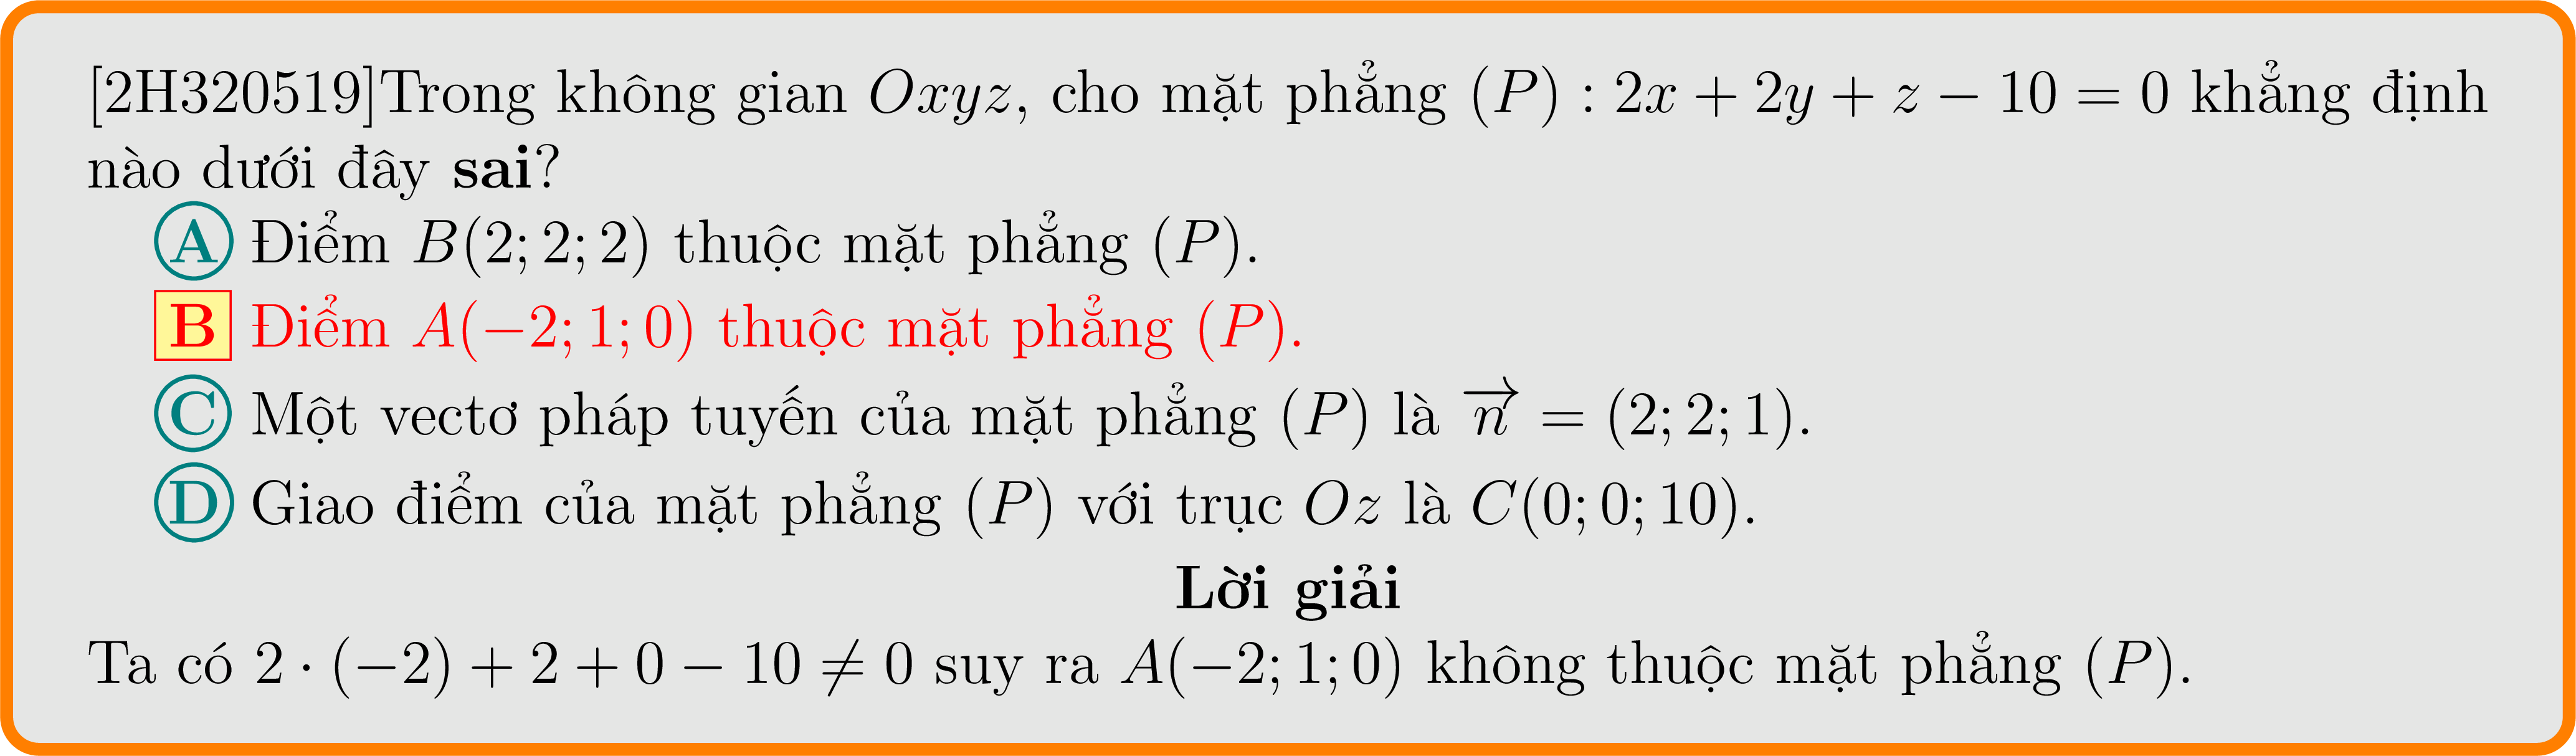 [2H320519]Trong không gian Oxyz, cho mặt phẳng (P) : 2x + 2y + z − 10 = 0 khẳng định
nào dưới đây sai?
A Điểm B(2; 2; 2) thuộc mặt phẳng (P).
B Điểm A(−2; 1; 0) thuộc mặt phẳng (P).
C Một vectơ pháp tuyến của mặt phẳng (P) là n⃗ = (2; 2; 1).
D Giao điểm của mặt phẳng (P) với trục Oz là C(0; 0; 10).
Lời giải
Ta có 2 · (−2) + 2 + 0 − 10 ≠ 0 suy ra A(−2; 1; 0) không thuộc mặt phẳng (P).